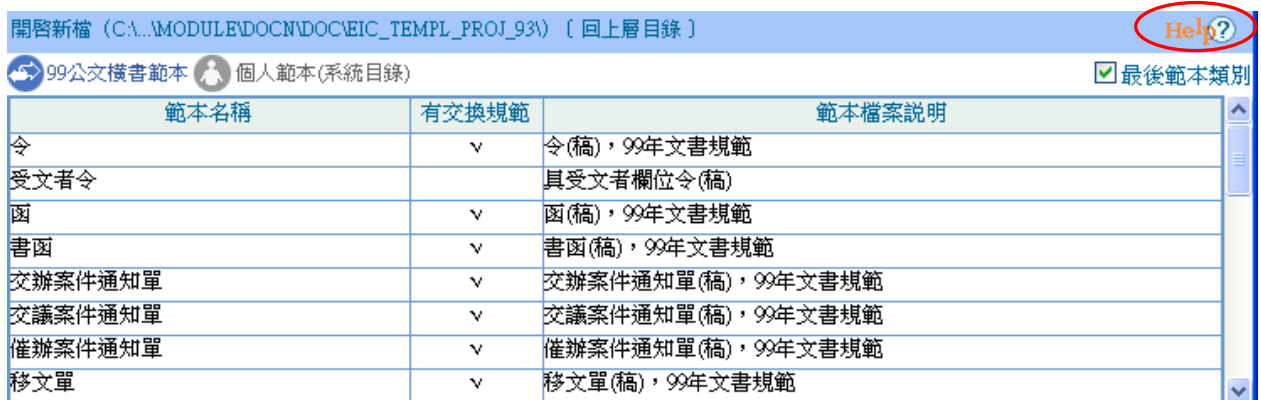 開啓新檔（C:\...\MODULE\DOCN\DOC\EIC_TEMPL_PROJ_93\）〔 回上層目錄 〕 Help?
99公文橫書範本 個人範本(系統目錄) 最後範本類別
範本名稱 有交換規範 範本檔案說明
令 v 令(稿)，99年文書規範
受文者令 具受文者欄位令(稿)
函 v 函(稿)，99年文書規範
書函 v 書函(稿)，99年文書規範
交辦案件通知單 v 交辦案件通知單(稿)，99年文書規範
交議案件通知單 v 交議案件通知單(稿)，99年文書規範
催辦案件通知單 v 催辦案件通知單(稿)，99年文書規範
移文單 v 移文單(稿)，99年文書規範